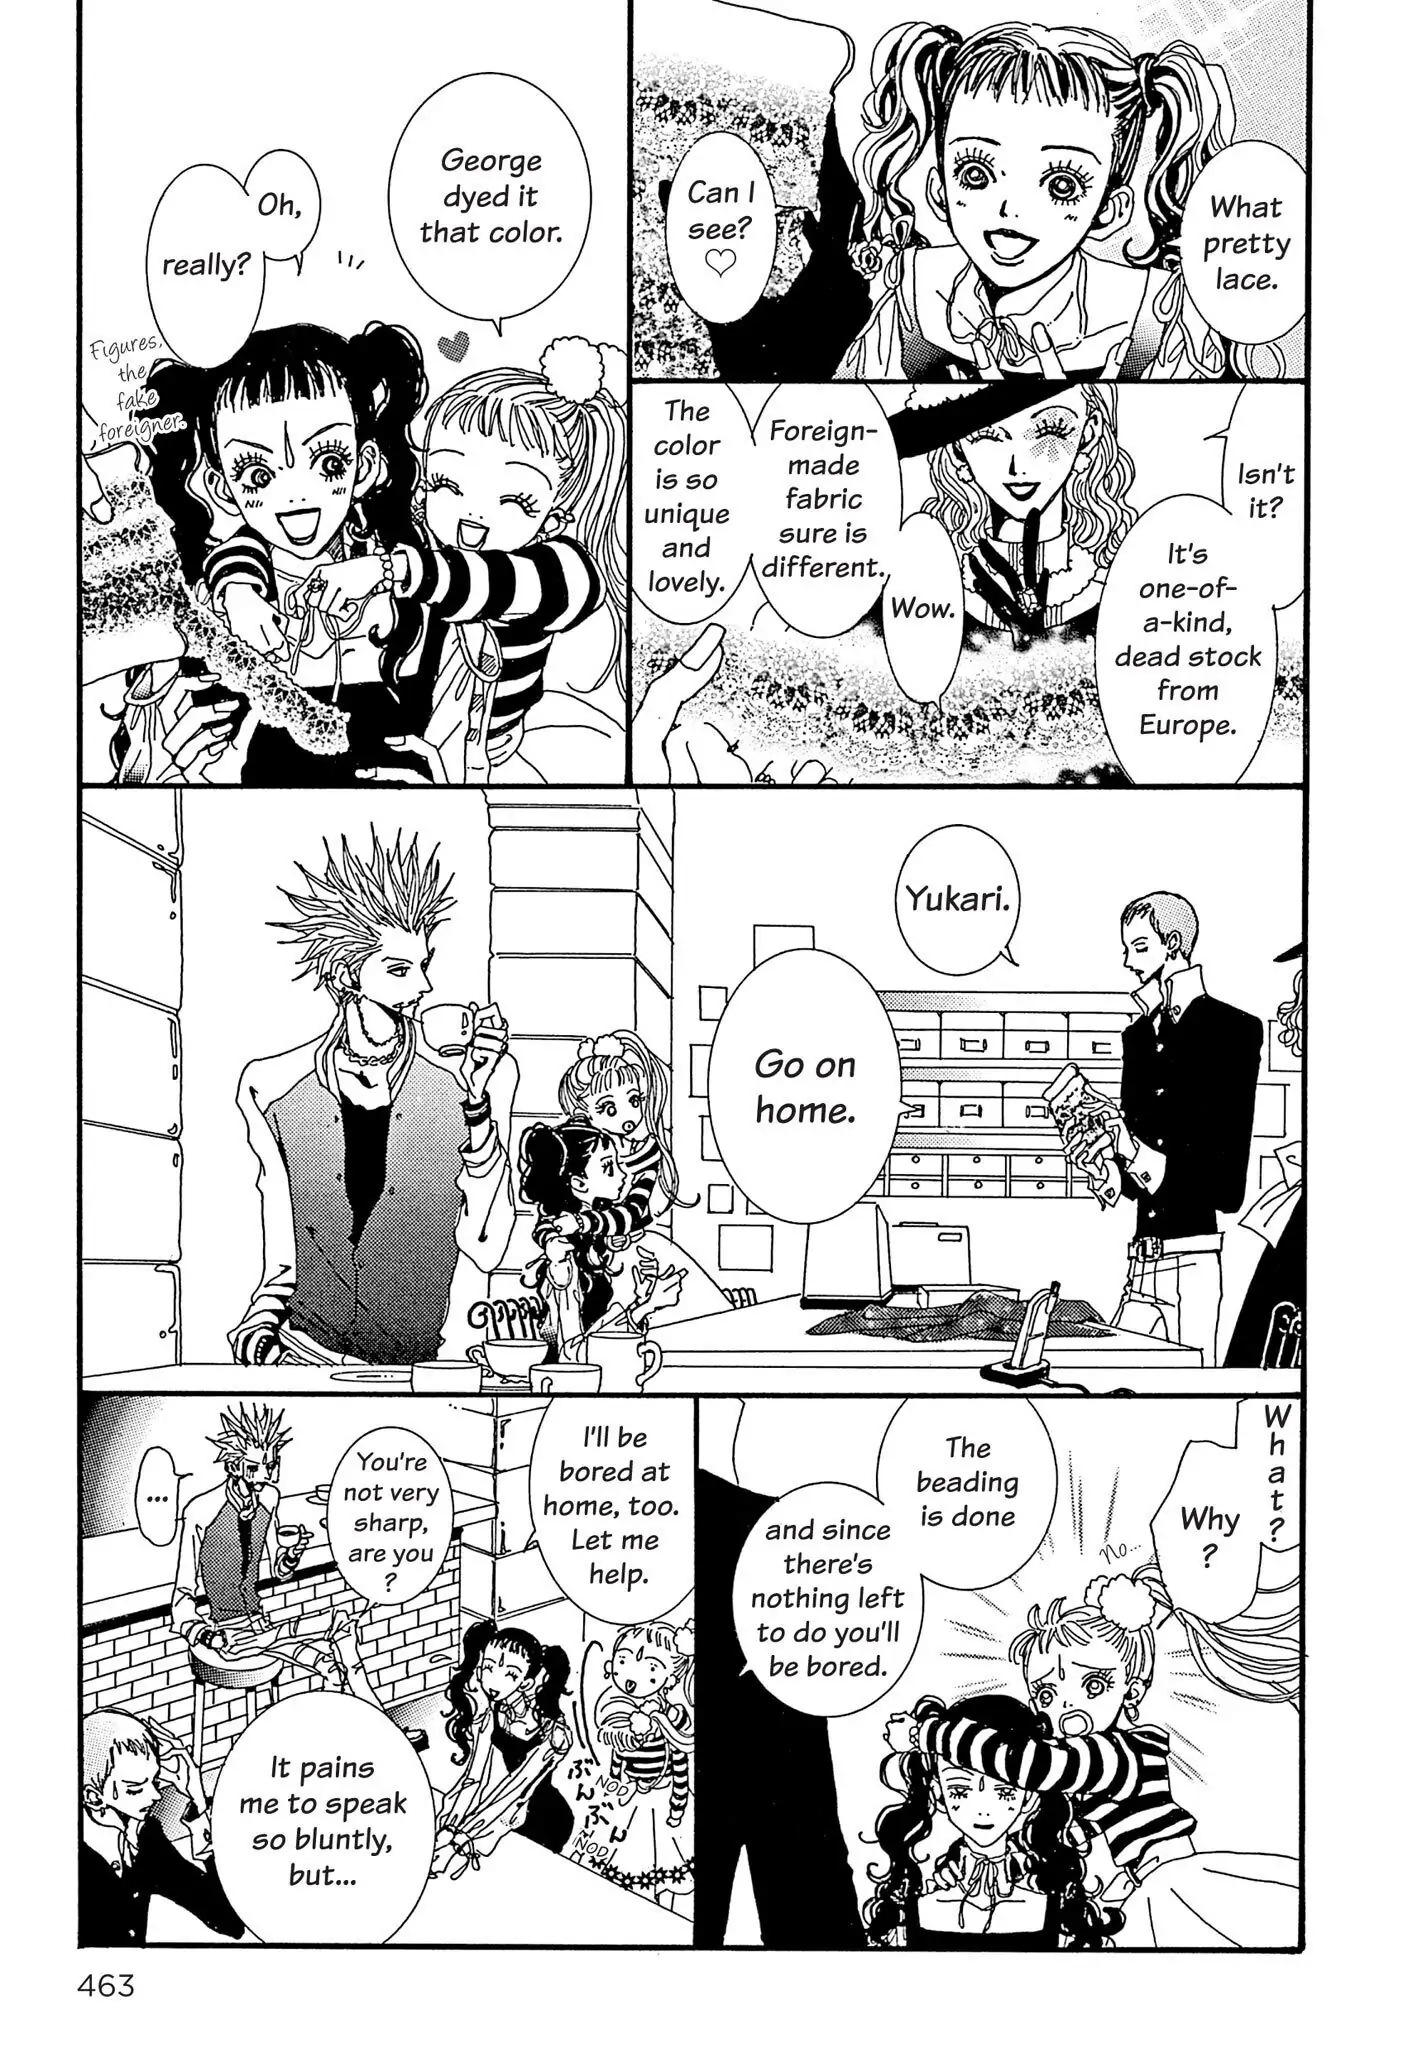 What
pretty
lace.
Can I
see?
♡
Isn't
it?
It's
one-of-
a-kind,
dead stock
from
Europe.
Wow.
Foreign-
made
fabric
sure is
different.
The
color
is so
unique
and
lovely.
George
dyed it
that color.
Oh,
really?
Figures,
the
fake
foreigner.
Yukari.
Go on
home.
What?
Why
?
No...
The
beading
is done
and since
there's
nothing left
to do you'll
be bored.
I'll be
bored at
home, too.
Let me
help.
ぶんぶん
NOD
NOD
You're
not very
sharp,
are you
?
...
It pains
me to speak
so bluntly,
but...
463